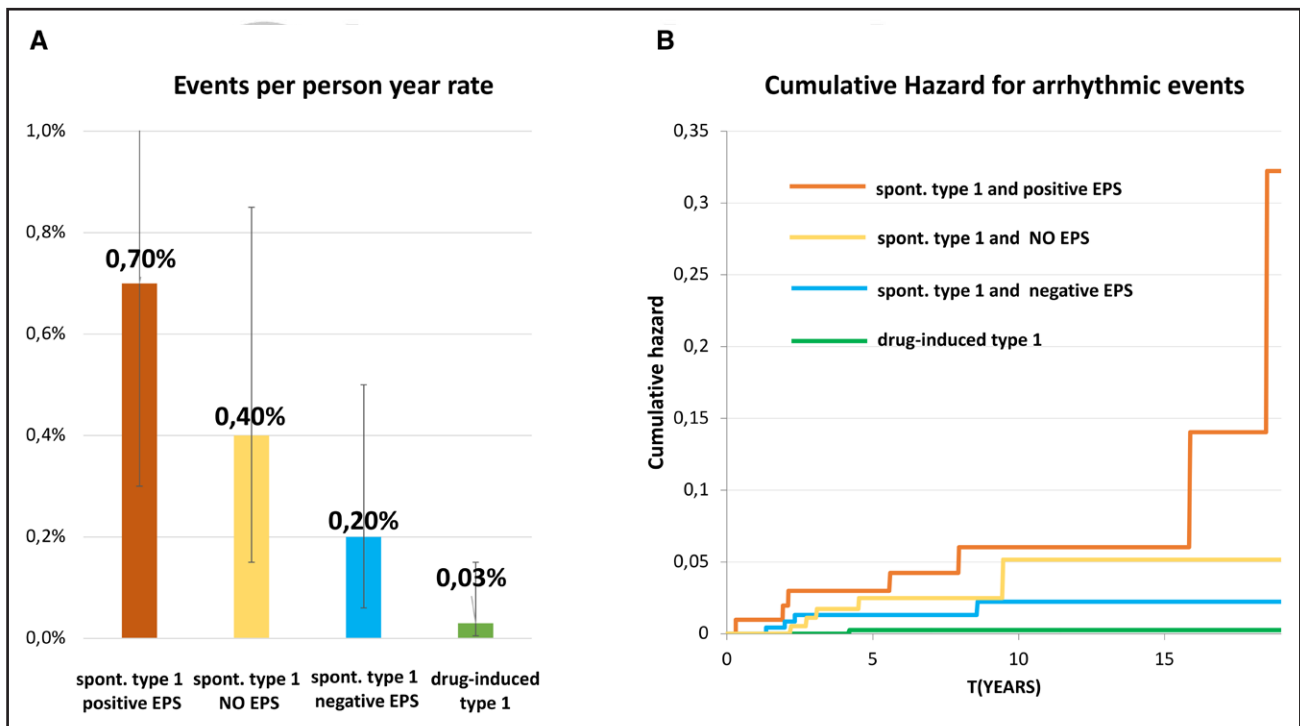 A
Events per person year rate
1,0%
0,8%
0,6%
0,4%
0,2%
0,0%
0,70%
0,40%
0,20%
0,03%
spont. type 1
positive EPS
spont. type 1
NO EPS
spont. type 1
negative EPS
drug-induced
type 1
B
Cumulative Hazard for arrhythmic events
Cumulative hazard
0,35
0,3
0,25
0,2
0,15
0,1
0,05
0
spont. type 1 and positive EPS
spont. type 1 and NO EPS
spont. type 1 and negative EPS
drug-induced type 1
0
5
10
15
T(YEARS)